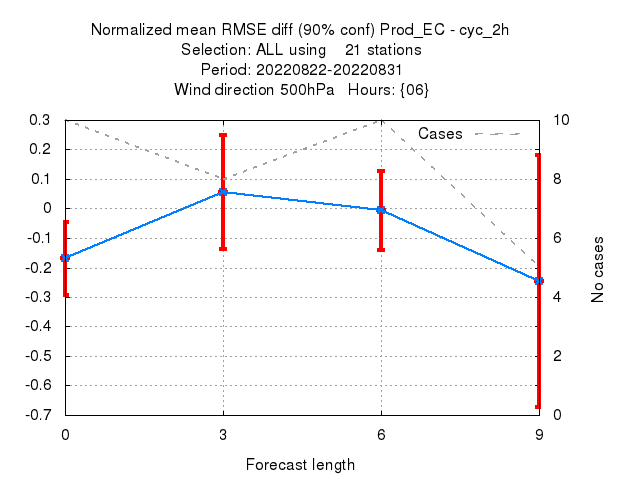 Normalized mean RMSE diff (90% conf) Prod_EC - cyc_2h
Selection: ALL using 21 stations
Period: 20220822-20220831
Wind direction 500hPa Hours: {06}
Cases
0.3
0.2
0.1
0
-0.1
-0.2
-0.3
-0.4
-0.5
-0.6
-0.7
10
8
6
4
2
0
No cases
0 3 6 9
Forecast length